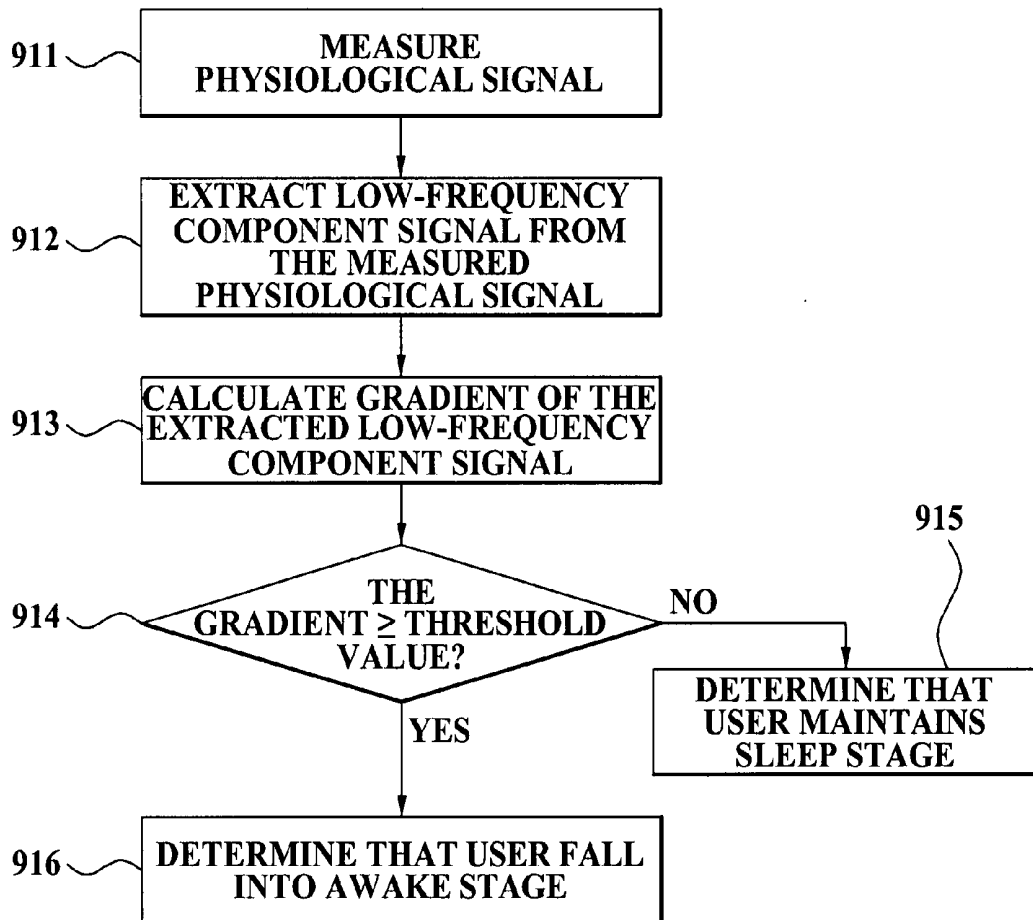 911
MEASURE
PHYSIOLOGICAL SIGNAL
912
EXTRACT LOW-FREQUENCY
COMPONENT SIGNAL FROM
THE MEASURED
PHYSIOLOGICAL SIGNAL
913
CALCULATE GRADIENT OF THE
EXTRACTED LOW-FREQUENCY
COMPONENT SIGNAL
914
THE
GRADIENT ≥ THRESHOLD
VALUE?
NO
915
DETERMINE THAT
USER MAINTAINS
SLEEP STAGE
YES
916
DETERMINE THAT USER FALL
INTO AWAKE STAGE